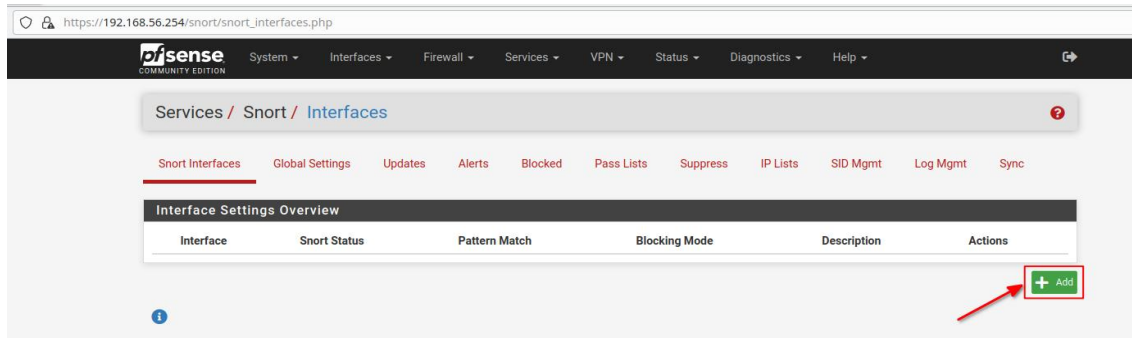 https://192.168.56.254/snort/snort_interfaces.php
pfsense System Interfaces Firewall Services VPN Status Diagnostics Help
COMMUNITY EDITION
Services / Snort / Interfaces
Snort Interfaces Global Settings Updates Alerts Blocked Pass Lists Suppress IP Lists SID Mgmt Log Mgmt Sync
Interface Settings Overview
Interface Snort Status Pattern Match Blocking Mode Description Actions
+ Add